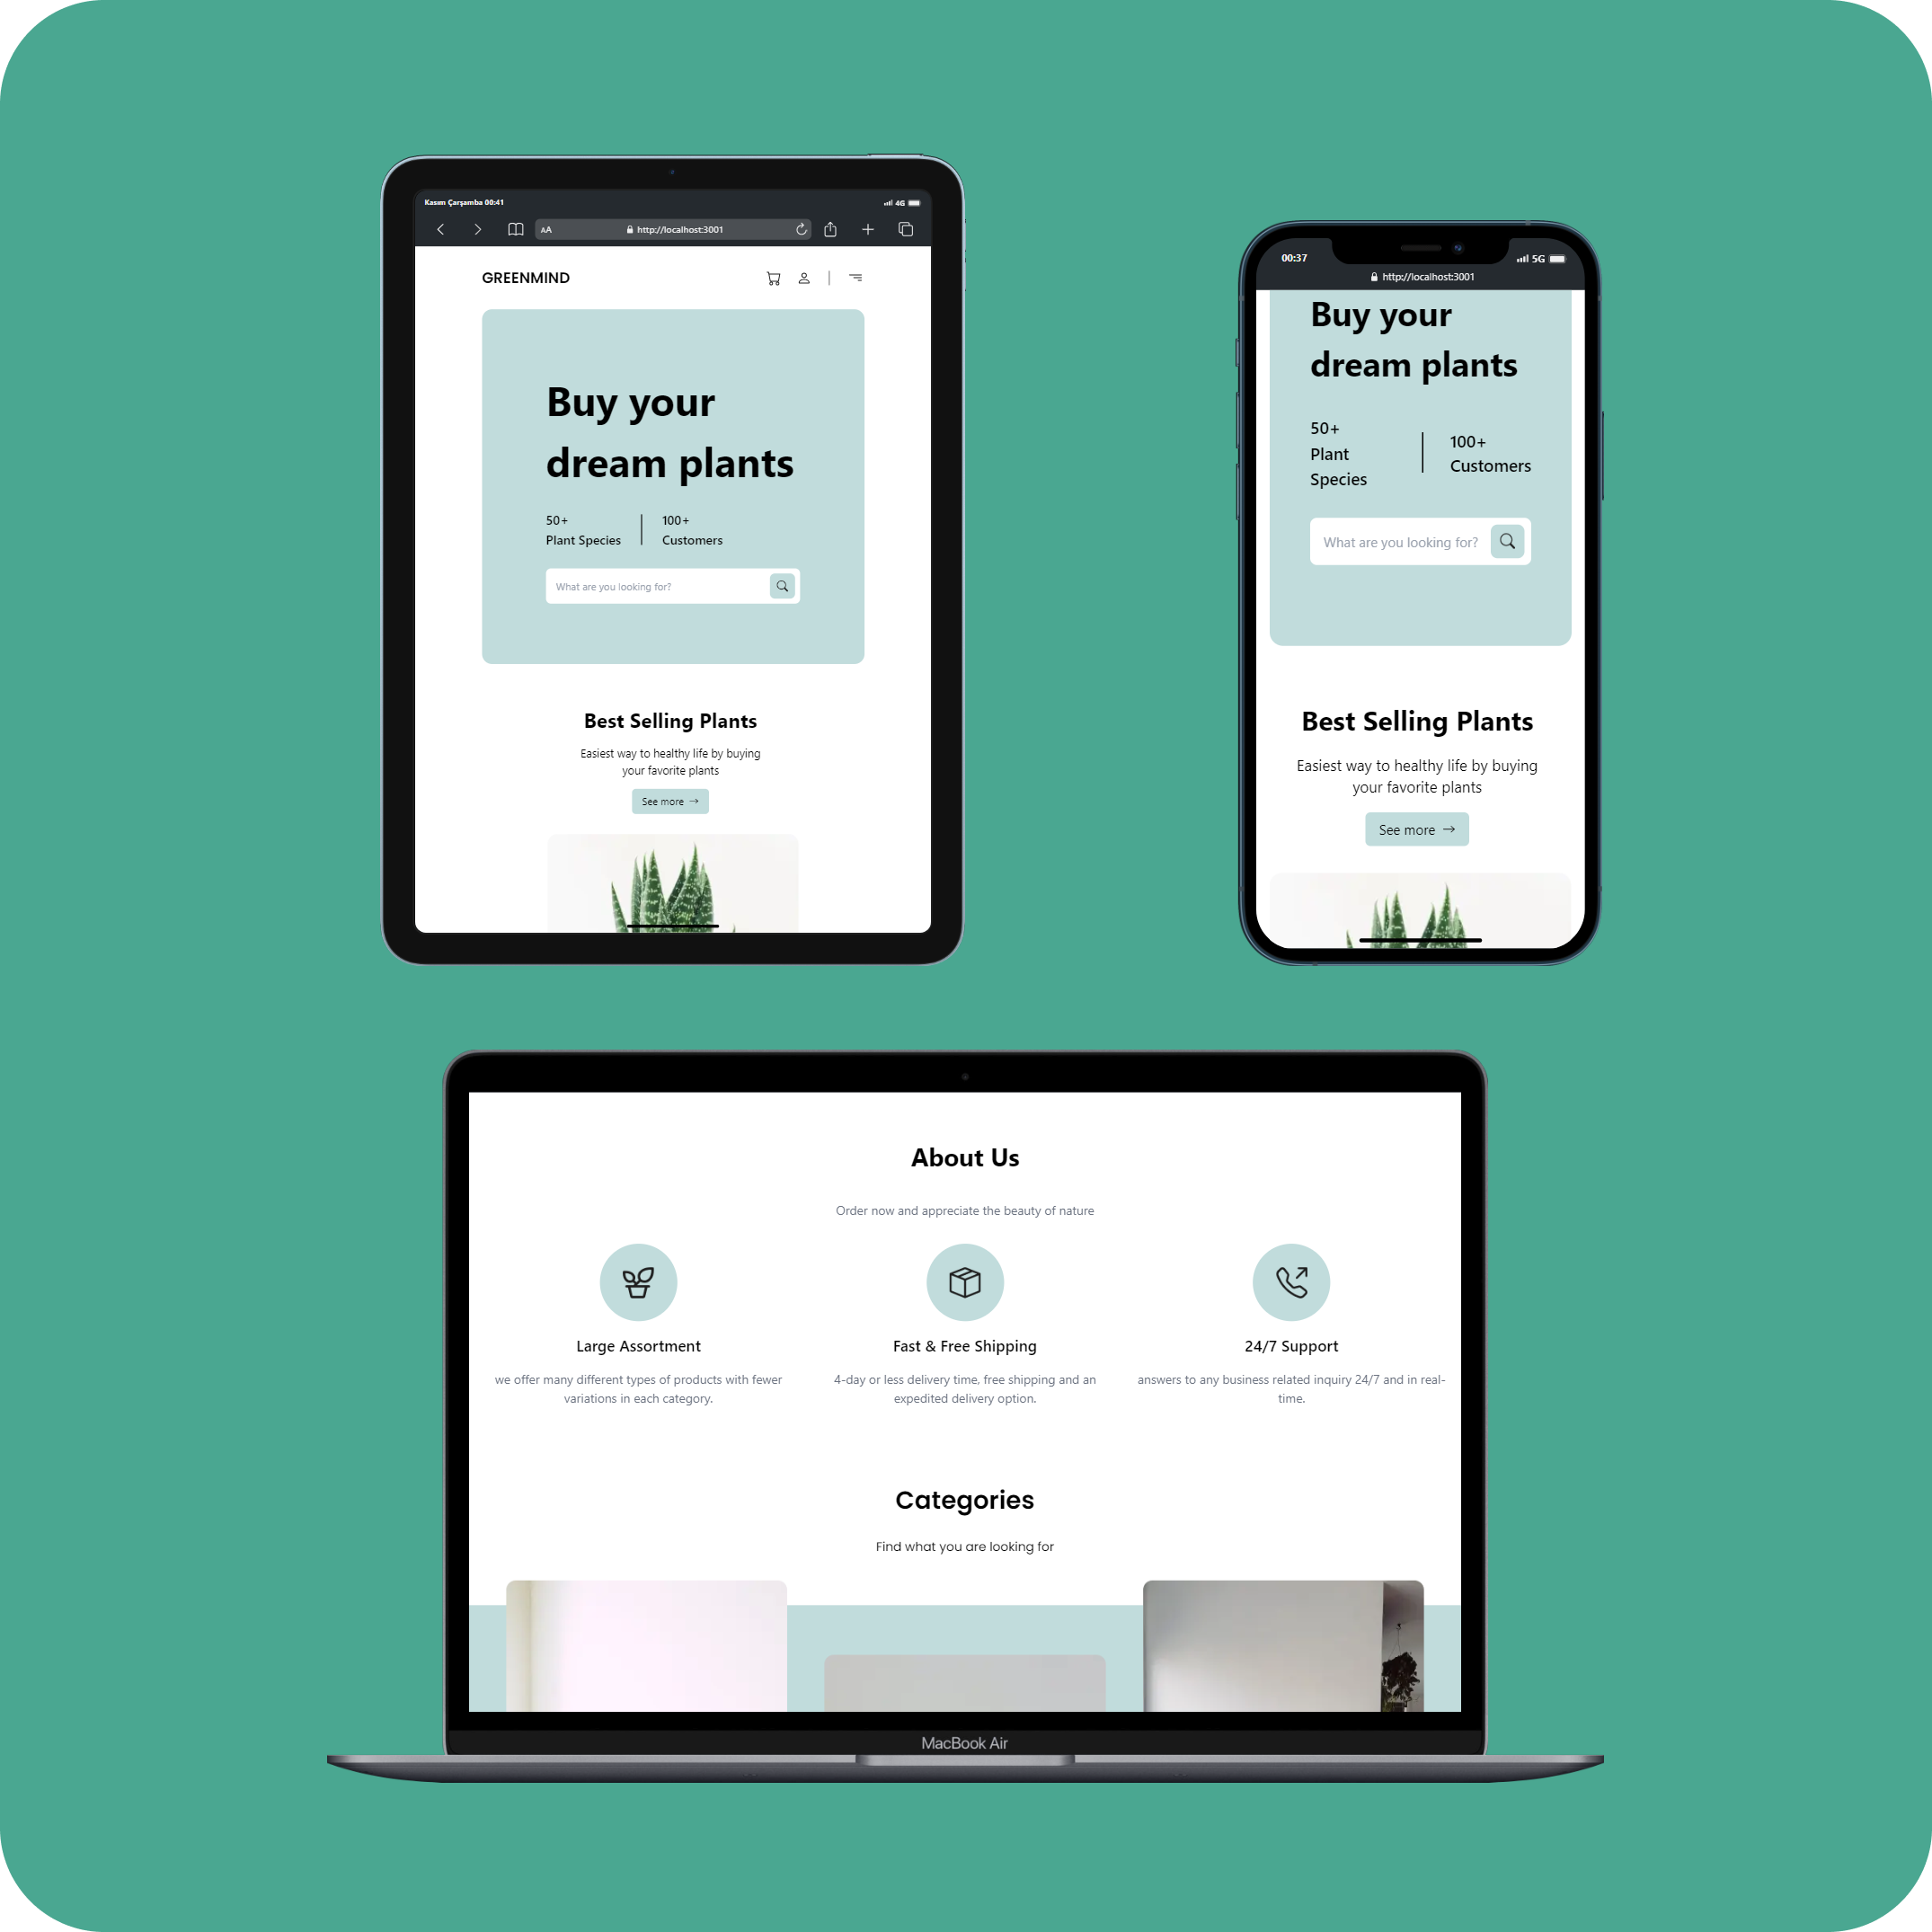 Kasım Çarşamba 00:41
4G
AA
http://localhost:3001
GREENMIND
Buy your
dream plants
50+
Plant Species
100+
Customers
What are you looking for?
Best Selling Plants
Easiest way to healthy life by buying
your favorite plants
See more →
00:37
5G
http://localhost:3001
Buy your
dream plants
50+
Plant
Species
100+
Customers
What are you looking for?
Best Selling Plants
Easiest way to healthy life by buying
your favorite plants
See more →
About Us
Order now and appreciate the beauty of nature
Large Assortment
we offer many different types of products with fewer
variations in each category.
Fast & Free Shipping
4-day or less delivery time, free shipping and an
expedited delivery option.
24/7 Support
answers to any business related inquiry 24/7 and in real-
time.
Categories
Find what you are looking for
MacBook Air